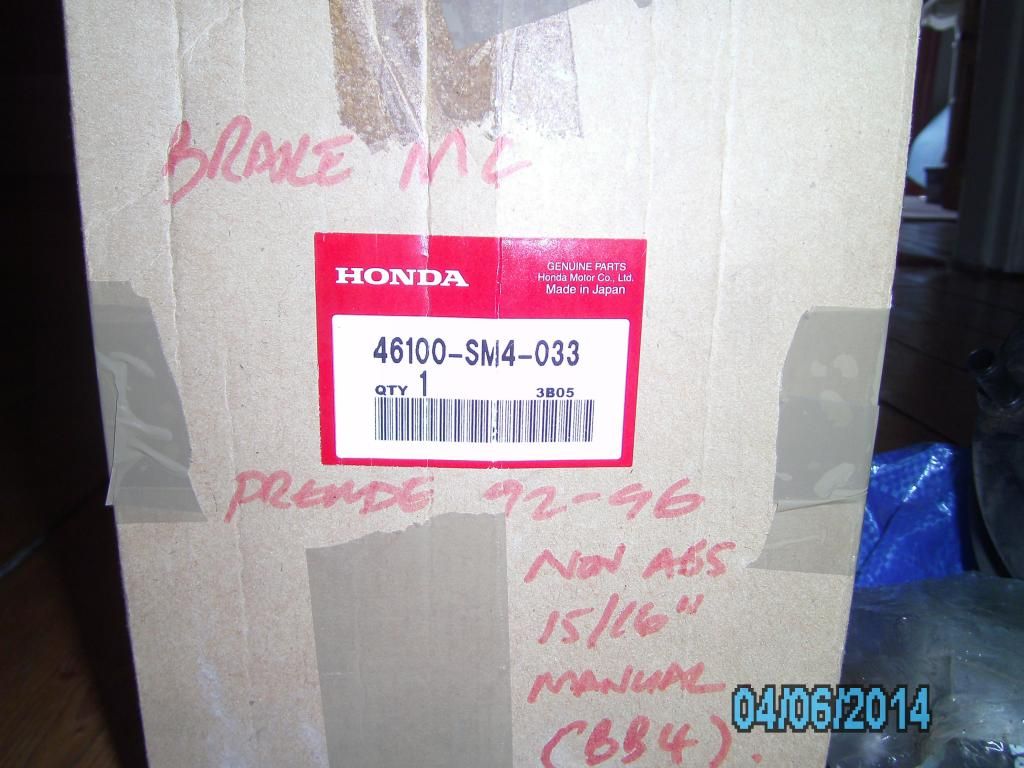 BRAKE MC
HONDA
GENUINE PARTS
Honda Motor Co., Ltd.
Made in Japan
46100-SM4-033
QTY 1
3B05
PRELUDE 92-96
NON ABS
15/16"
MANUAL
(BB4).
04/06/2014